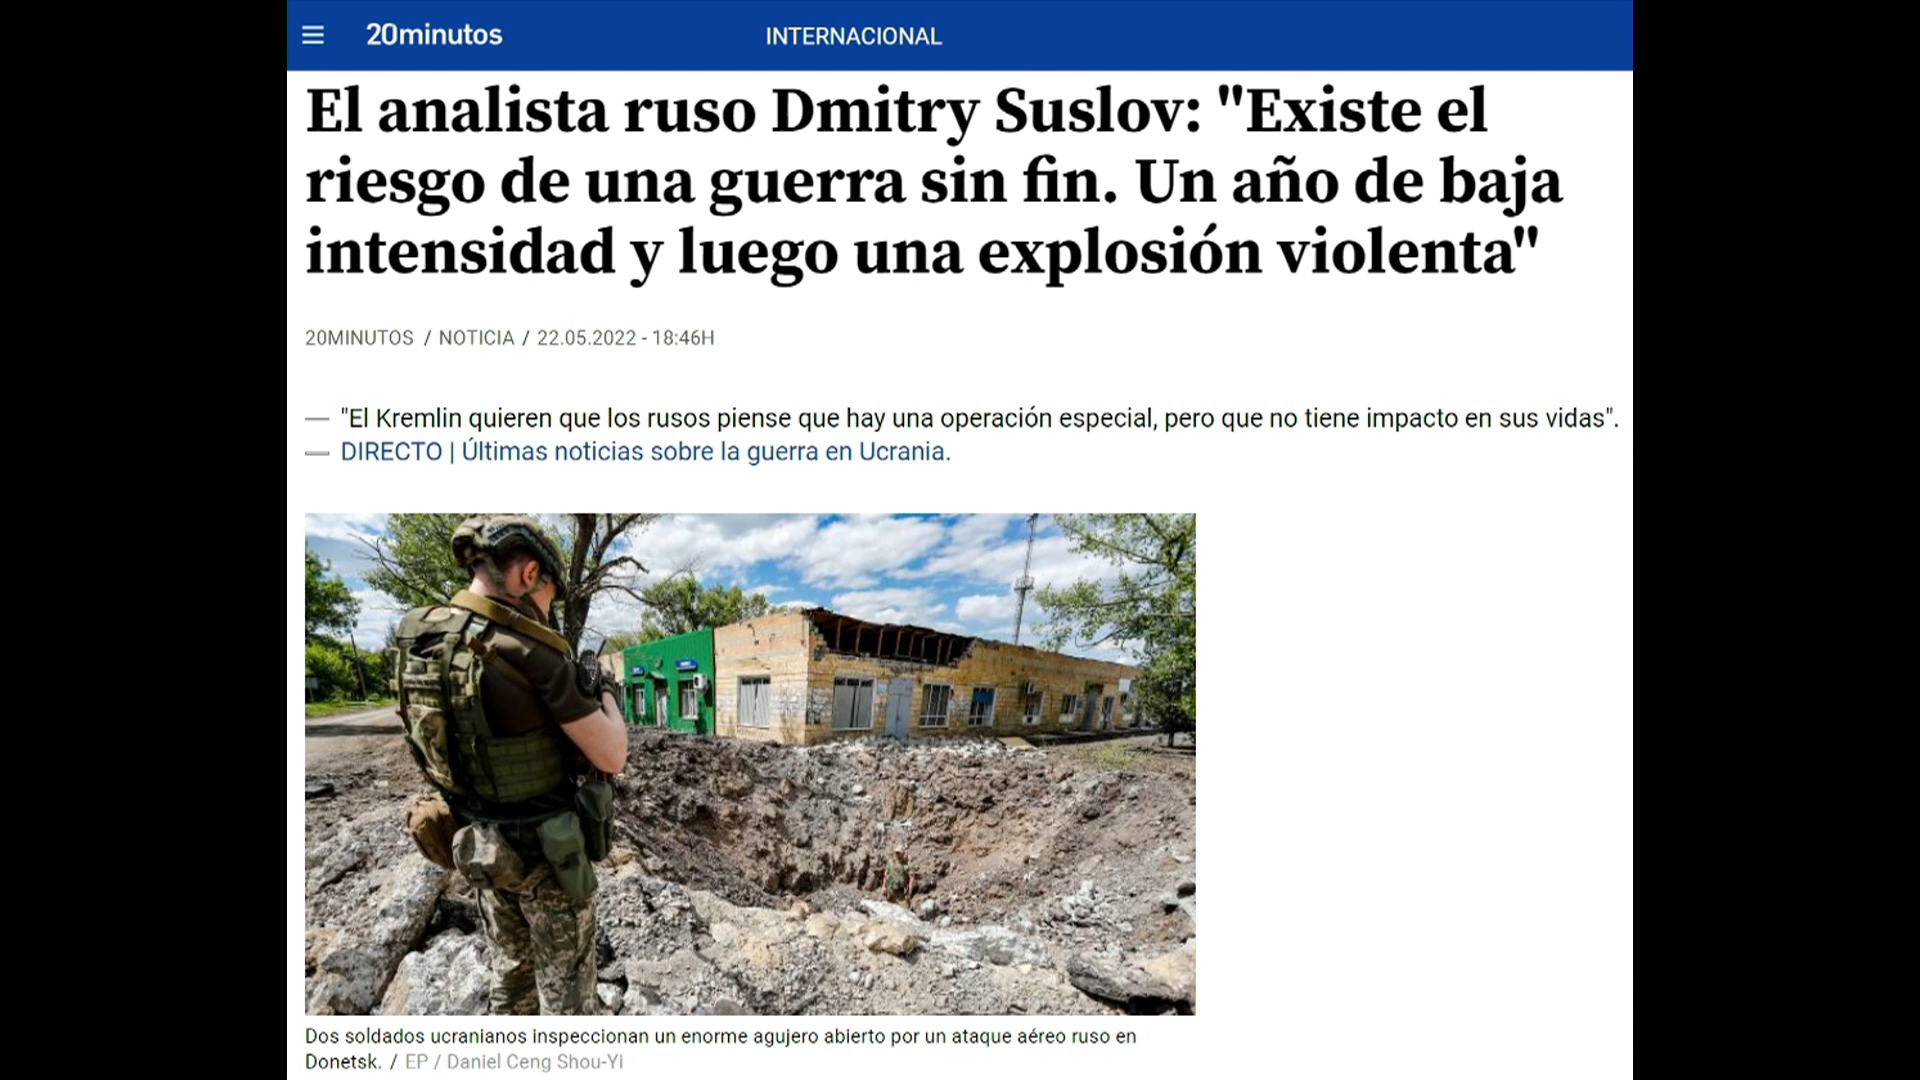 20minutos
INTERNACIONAL
El analista ruso Dmitry Suslov: "Existe el
riesgo de una guerra sin fin. Un año de baja
intensidad y luego una explosión violenta"
20MINUTOS / NOTICIA / 22.05.2022 - 18:46H
— "El Kremlin quieren que los rusos piense que hay una operación especial, pero que no tiene impacto en sus vidas".
— DIRECTO | Últimas noticias sobre la guerra en Ucrania.
Dos soldados ucranianos inspeccionan un enorme agujero abierto por un ataque aéreo ruso en
Donetsk. / EP / Daniel Ceng Shou-Yi